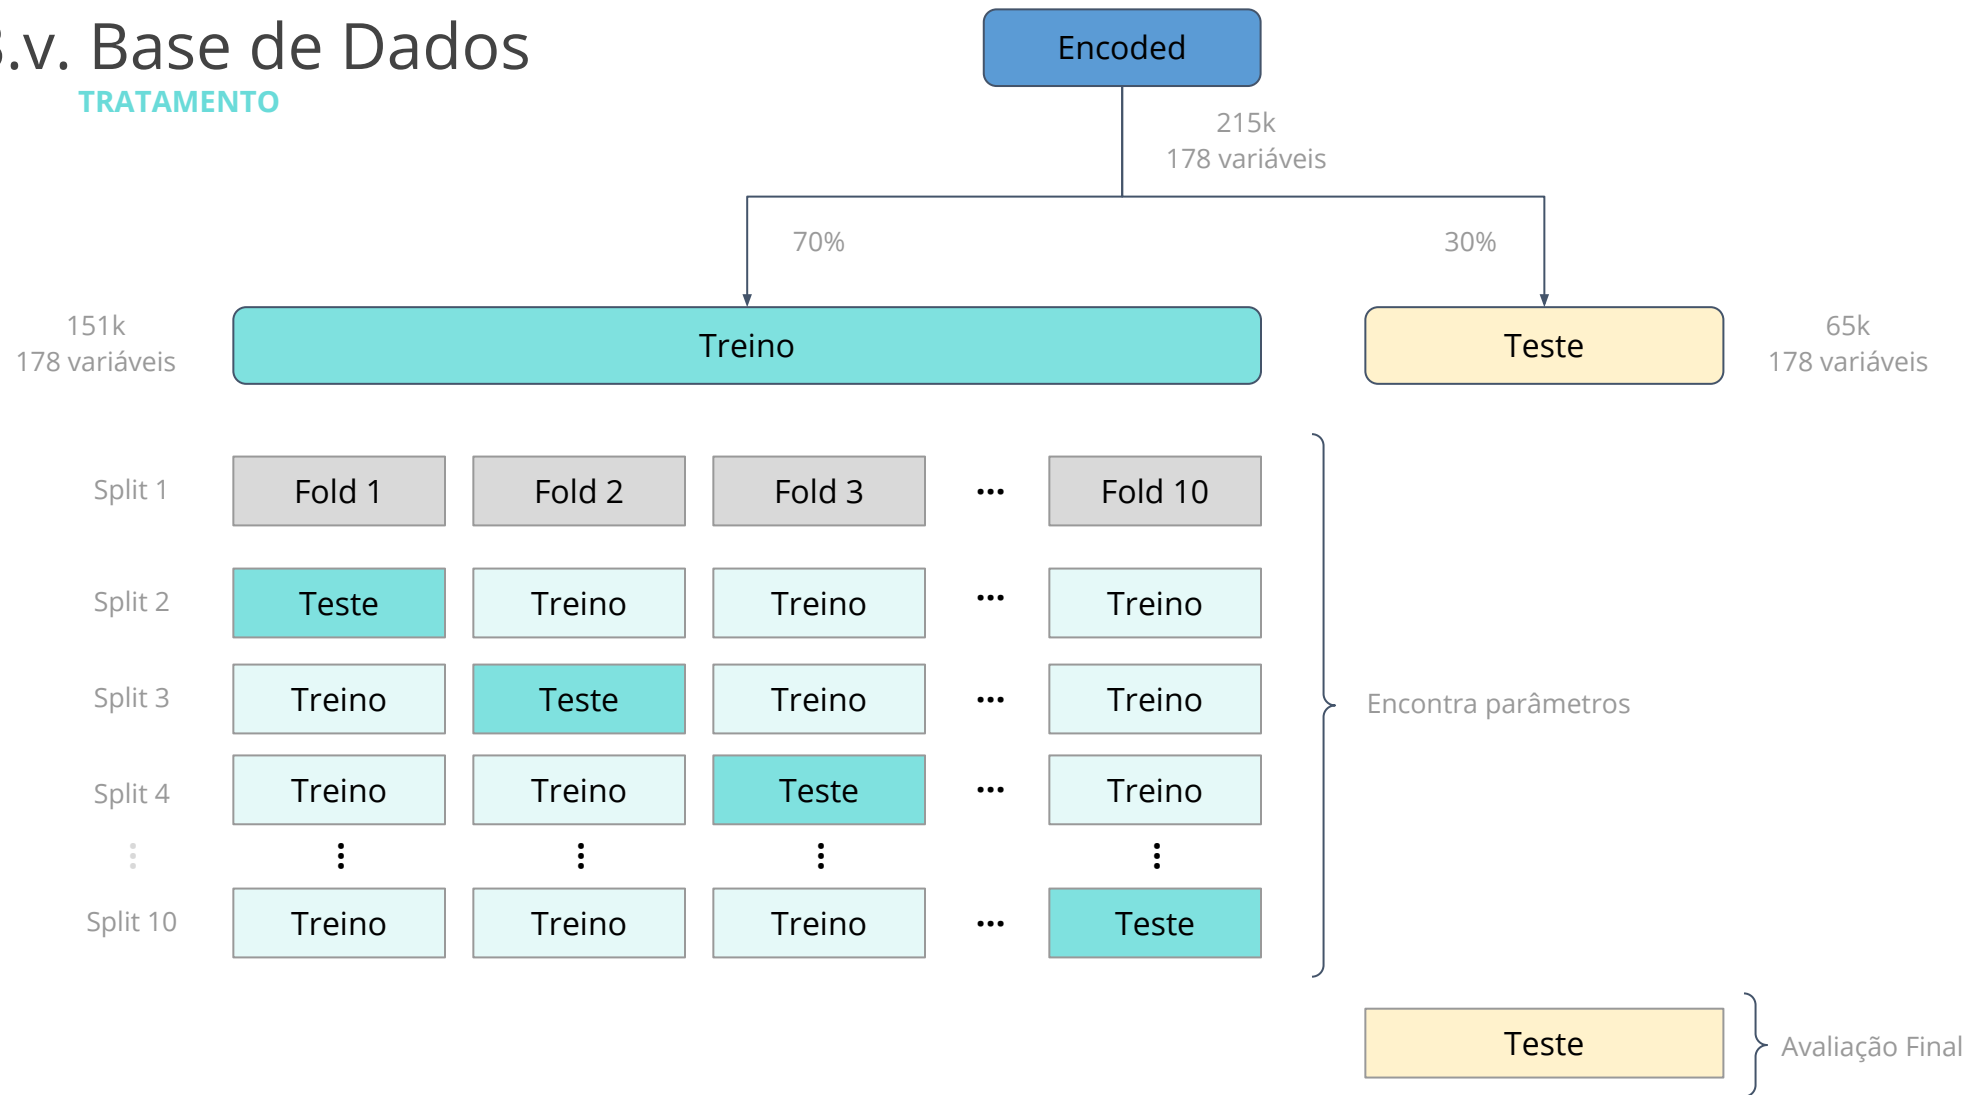 .v. Base de Dados
TRATAMENTO
Encoded
215k
178 variáveis
70%
30%
151k
178 variáveis
Treino
Teste
65k
178 variáveis
Split 1
Fold 1
Fold 2
Fold 3
...
Fold 10
Split 2
Teste
Treino
Treino
...
Treino
Split 3
Treino
Teste
Treino
...
Treino
Encontra parâmetros
Split 4
Treino
Treino
Teste
...
Treino
Split 10
Treino
Treino
Treino
...
Teste
Teste
Avaliação Final